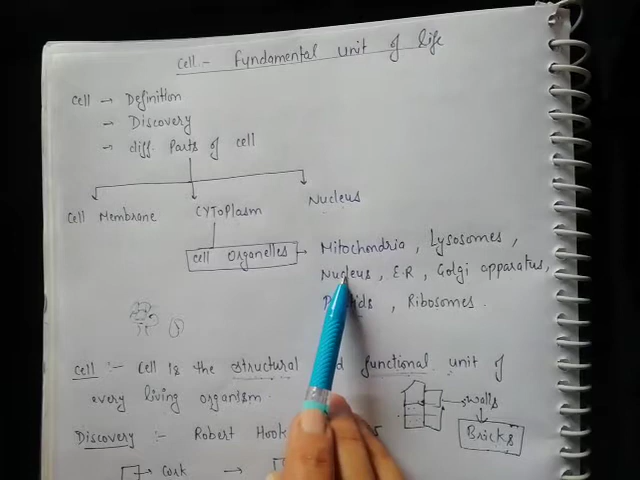 Cell - Fundamental unit of life
Cell → Definition
→ Discovery
→ diff. Parts of cell
Cell Membrane CYToplasm Nucleus
Cell Organelles → Mitochondria, Lysosomes,
Nucleus, E.R, Golgi apparatus,
, Ribosomes.
Cell :- Cell is the structural functional unit of
every living organism.
walls
Bricks
Discovery :- Robert Hook
Cork →